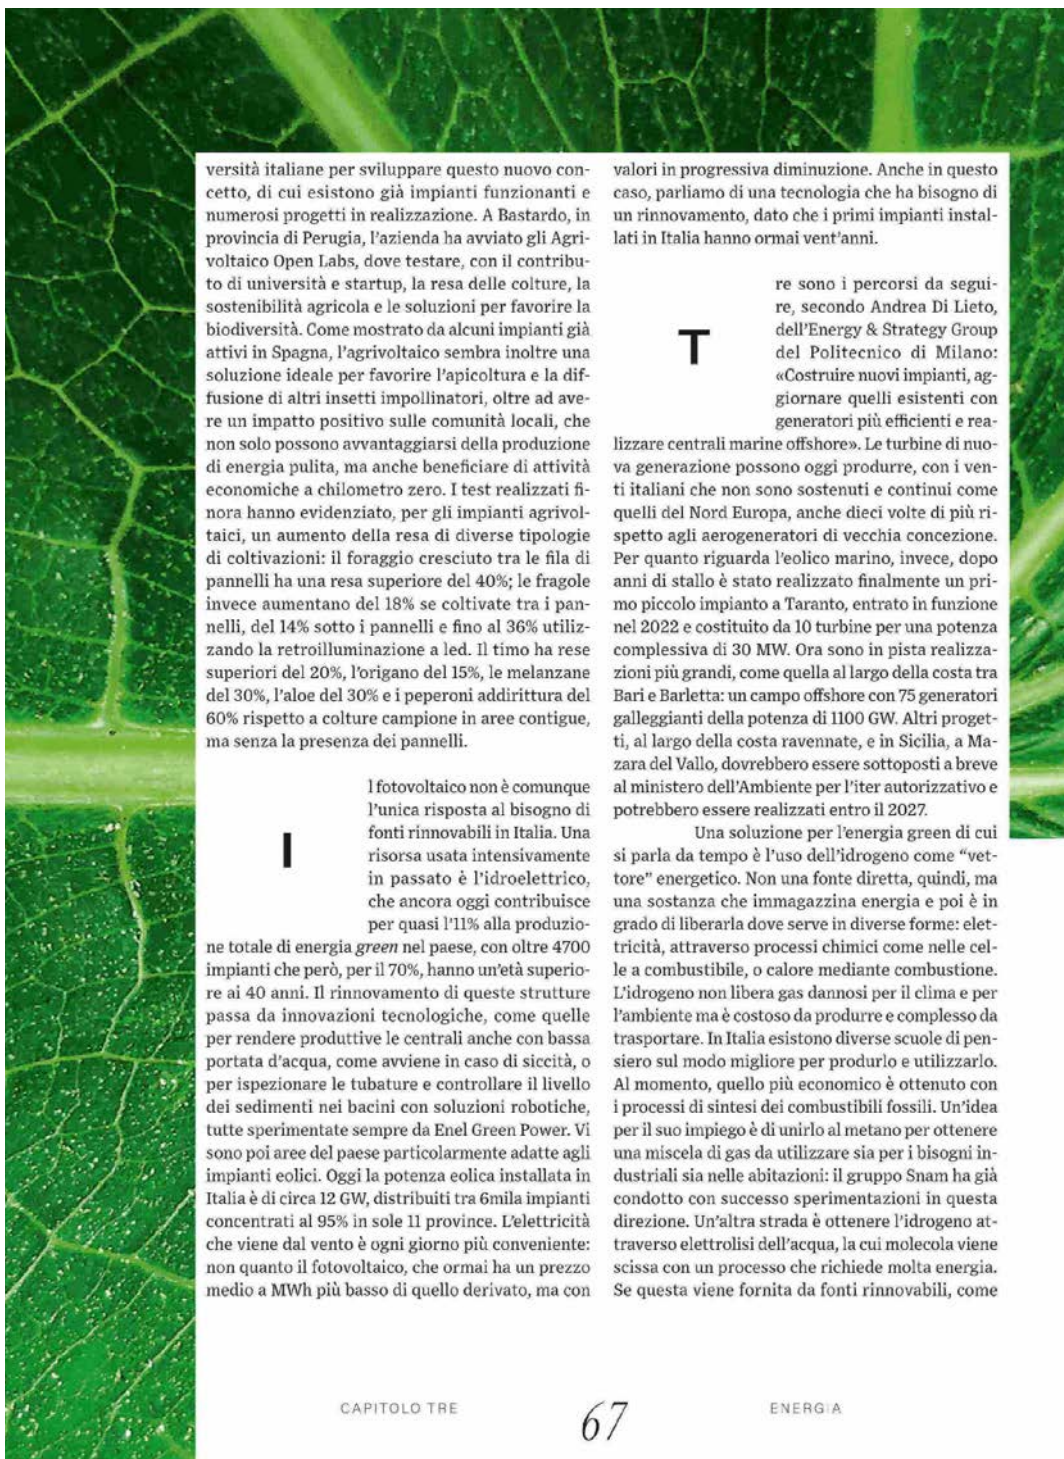 versità italiane per sviluppare questo nuovo con-
cetto, di cui esistono già impianti funzionanti e
numerosi progetti in realizzazione. A Bastardo, in
provincia di Perugia, l'azienda ha avviato gli Agri-
voltaico Open Labs, dove testare, con il contribu-
to di università e startup, la resa delle colture, la
sostenibilità agricola e le soluzioni per favorire la
biodiversità. Come mostrato da alcuni impianti già
attivi in Spagna, l'agrivoltaico sembra inoltre una
soluzione ideale per favorire l'apicoltura e la dif-
fusione di altri insetti impollinatori, oltre ad ave-
re un impatto positivo sulle comunità locali, che
non solo possono avvantaggiarsi della produzione
di energia pulita, ma anche beneficiare di attività
economiche a chilometro zero. I test realizzati fi-
nora hanno evidenziato, per gli impianti agrivol-
taici, un aumento della resa di diverse tipologie
di coltivazioni: il foraggio cresciuto tra le fila di
pannelli ha una resa superiore del 40%; le fragole
invece aumentano del 18% se coltivate tra i pan-
nelli, del 14% sotto i pannelli e fino al 36% utiliz-
zando la retroilluminazione a led. Il timo ha rese
superiori del 20%, l'origano del 15%, le melanzane
del 30%, l'aloe del 30% e i peperoni addirittura del
60% rispetto a colture campione in aree contigue,
ma senza la presenza dei pannelli.
I
l fotovoltaico non è comunque
l'unica risposta al bisogno di
fonti rinnovabili in Italia. Una
risorsa usata intensivamente
in passato è l'idroelettrico,
che ancora oggi contribuisce
per quasi l'11% alla produzio-
ne totale di energia green nel paese, con oltre 4700
impianti che però, per il 70%, hanno un'età superio-
re ai 40 anni. Il rinnovamento di queste strutture
passa da innovazioni tecnologiche, come quelle
per rendere produttive le centrali anche con bassa
portata d'acqua, come avviene in caso di siccità, o
per ispezionare le tubature e controllare il livello
dei sedimenti nei bacini con soluzioni robotiche,
tutte sperimentate sempre da Enel Green Power. Vi
sono poi aree del paese particolarmente adatte agli
impianti eolici. Oggi la potenza eolica installata in
Italia è di circa 12 GW, distribuiti tra 6mila impianti
concentrati al 95% in sole 11 province. L'elettricità
che viene dal vento è ogni giorno più conveniente:
non quanto il fotovoltaico, che ormai ha un prezzo
medio a MWh più basso di quello derivato, ma con
valori in progressiva diminuzione. Anche in questo
caso, parliamo di una tecnologia che ha bisogno di
un rinnovamento, dato che i primi impianti instal-
lati in Italia hanno ormai vent'anni.
T
re sono i percorsi da segui-
re, secondo Andrea Di Lieto,
dell'Energy & Strategy Group
del Politecnico di Milano:
«Costruire nuovi impianti, ag-
giornare quelli esistenti con
generatori più efficienti e rea-
lizzare centrali marine offshore». Le turbine di nuo-
va generazione possono oggi produrre, con i ven-
ti italiani che non sono sostenuti e continui come
quelli del Nord Europa, anche dieci volte di più ri-
spetto agli aerogeneratori di vecchia concezione.
Per quanto riguarda l'eolico marino, invece, dopo
anni di stallo è stato realizzato finalmente un pri-
mo piccolo impianto a Taranto, entrato in funzione
nel 2022 e costituito da 10 turbine per una potenza
complessiva di 30 MW. Ora sono in pista realizza-
zioni più grandi, come quella al largo della costa tra
Bari e Barletta: un campo offshore con 75 generatori
galleggianti della potenza di 1100 GW. Altri proget-
ti, al largo della costa ravennate, e in Sicilia, a Ma-
zara del Vallo, dovrebbero essere sottoposti a breve
al ministero dell'Ambiente per l'iter autorizzativo e
potrebbero essere realizzati entro il 2027.
Una soluzione per l'energia green di cui
si parla da tempo è l'uso dell'idrogeno come “vet-
tore” energetico. Non una fonte diretta, quindi, ma
una sostanza che immagazzina energia e poi è in
grado di liberarla dove serve in diverse forme: elet-
tricità, attraverso processi chimici come nelle cel-
le a combustibile, o calore mediante combustione.
L'idrogeno non libera gas dannosi per il clima e per
l'ambiente ma è costoso da produrre e complesso da
trasportare. In Italia esistono diverse scuole di pen-
siero sul modo migliore per produrlo e utilizzarlo.
Al momento, quello più economico è ottenuto con
i processi di sintesi dei combustibili fossili. Un'idea
per il suo impiego è di unirlo al metano per ottenere
una miscela di gas da utilizzare sia per i bisogni in-
dustriali sia nelle abitazioni: il gruppo Snam ha già
condotto con successo sperimentazioni in questa
direzione. Un'altra strada è ottenere l'idrogeno at-
traverso elettrolisi dell'acqua, la cui molecola viene
scissa con un processo che richiede molta energia.
Se questa viene fornita da fonti rinnovabili, come
CAPITOLO TRE
67
ENERGIA